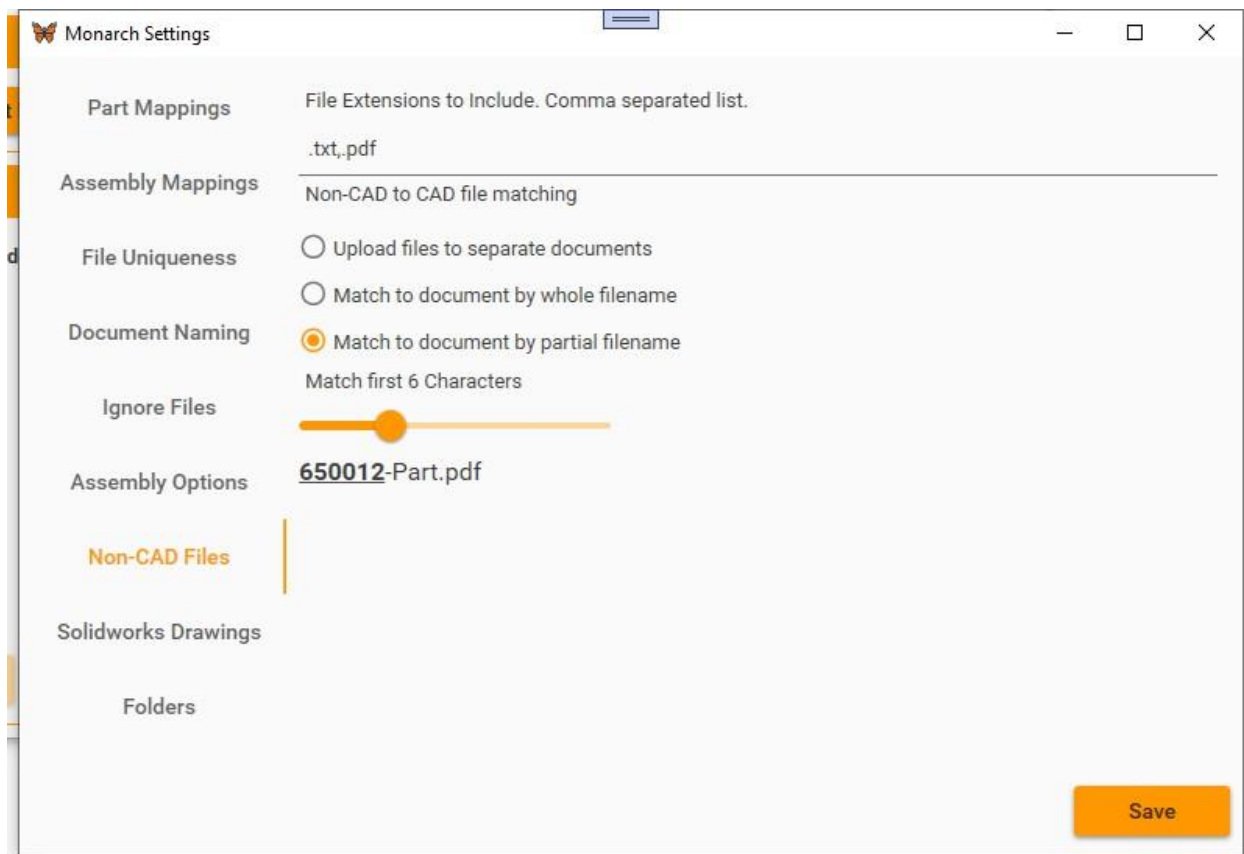 Monarch Settings
Part Mappings
Assembly Mappings
File Uniqueness
Document Naming
Ignore Files
Assembly Options
Non-CAD Files
Solidworks Drawings
Folders
File Extensions to Include. Comma separated list.
.txt,.pdf
Non-CAD to CAD file matching
Upload files to separate documents
Match to document by whole filename
Match to document by partial filename
Match first 6 Characters
650012-Part.pdf
Save